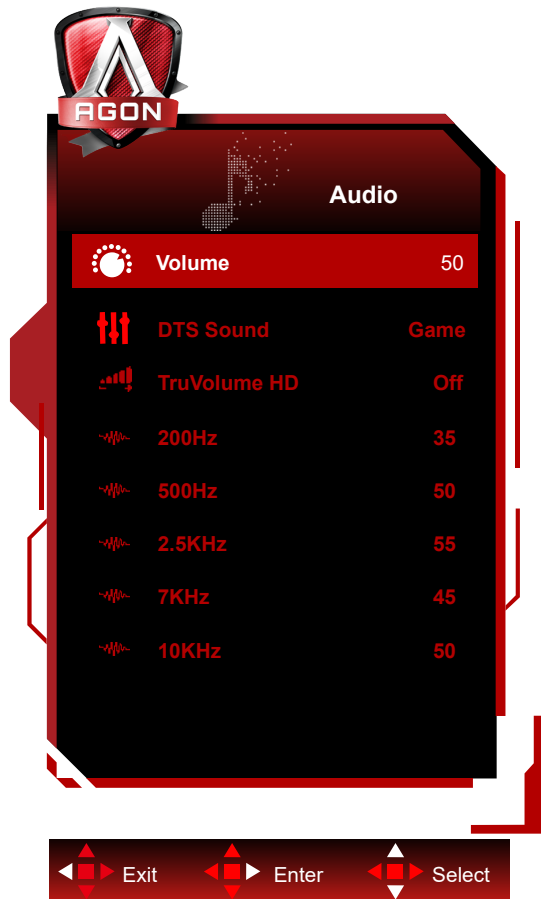 AGON
Audio
Volume 50
DTS Sound Game
TruVolume HD Off
200Hz 35
500Hz 50
2.5KHz 55
7KHz 45
10KHz 50
Exit Enter Select